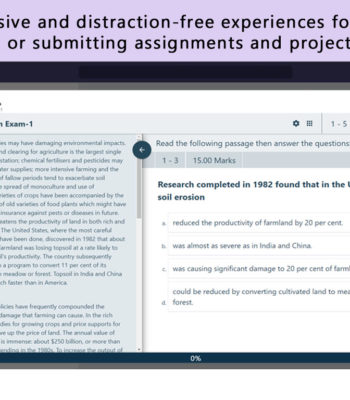 sive and distraction-free experiences fo
or submitting assignments and project
n Exam-1
1 - 5
ies may have damaging environmental impacts.
nd clearing for agriculture is the largest single
station; chemical fertilisers and pesticides may
ter supplies; more intensive farming and the
of fallow periods tend to exacerbate soil
e spread of monoculture and use of
rieties of crops have been accompanied by the
of old varieties of food plants which might have
insurance against pests or diseases in future.
eatens the productivity of land in both rich and
The United States, where the most careful
have been done, discovered in 1982 that about
armland was losing topsoil at a rate likely to
il's productivity. The country subsequently
a program to convert 11 per cent of its
meadow or forest. Topsoil in India and China
ch faster than in America.
licies have frequently compounded the
damage that farming can cause. In the rich
dies for growing crops and price supports for
ve up the price of land. The annual value of
is immense: about $250 billion, or more than
ending in the 1980s. To increase the output of
Read the following passage then answer the questions
1 - 3 15.00 Marks
Research completed in 1982 found that in the U
soil erosion
a. reduced the productivity of farmland by 20 per cent.
b. was almost as severe as in India and China.
c. was causing significant damage to 20 per cent of farml
could be reduced by converting cultivated land to mea
d. forest.
0%